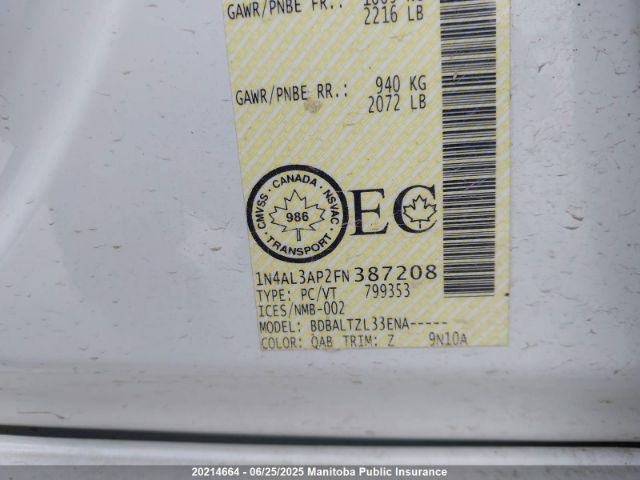 GAWR/PNBE FR.:
2216 LB
GAWR/PNBE RR.: 940 KG
2072 LB
CMVSS · CANADA · NSVAC
986
TRANSPORT
EC
1N4AL3AP2FN387208
TYPE: PC/VT 799353
ICES/NMB-002
MODEL: BDBALTZL33ENA-----
COLOR: QAB TRIM: Z 9N10A
20214664 - 06/25/2025 Manitoba Public Insurance